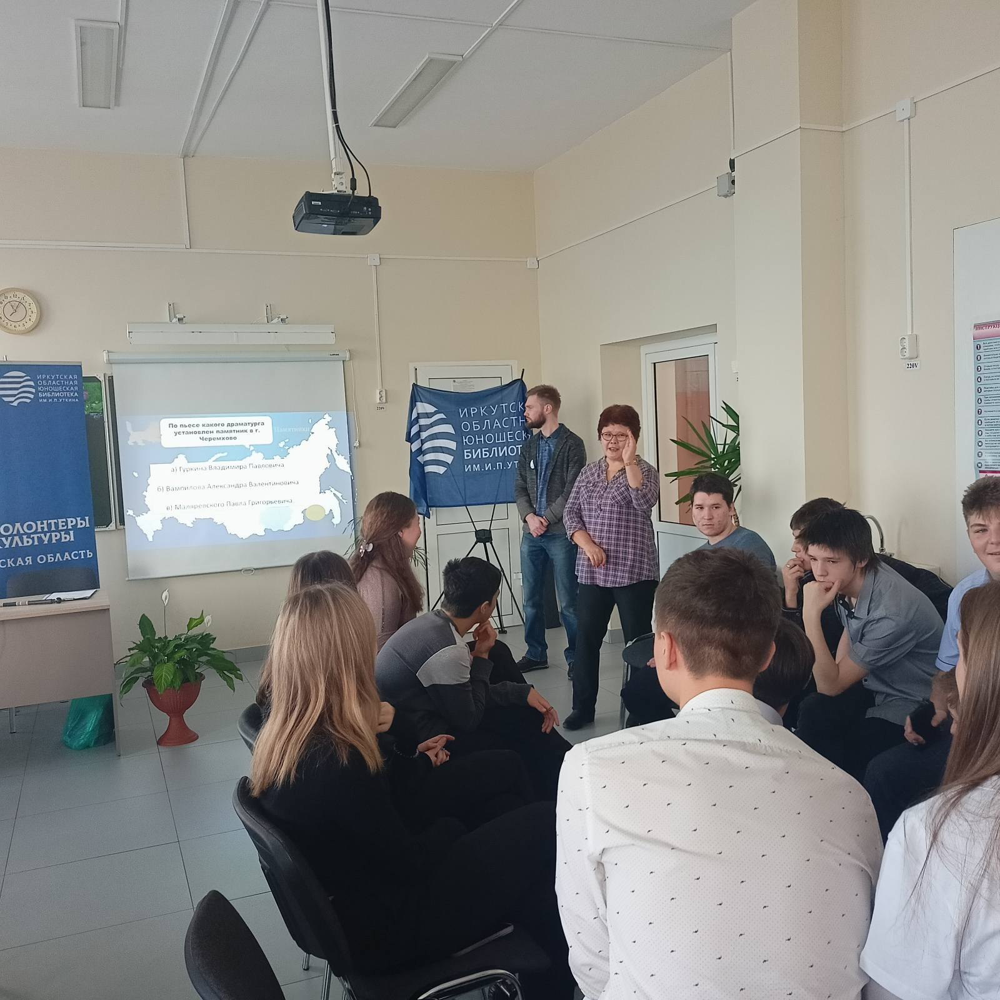 ИРКУТСКАЯ
ОБЛАСТНАЯ
ЮНОШЕСКАЯ
БИБЛИОТЕКА
ИМ.И.П.УТКИНА
ОЛОНТЕРЫ
УЛЬТУРЫ
СКАЯ ОБЛАСТЬ
По пьесе какого драматурга
установлен памятник в г.
Черемхово
Памятники
а) Гуркина Владимира Павловича
б) Вампилова Александра Валентиновича
в) Маляревского Павла Григорьевича
ИРКУТСК
ОБЛАСТН
ЮНОШЕСК
БИБЛИОТ
ИМ.И.П.УТ
220V
220V
ИНСТРУКЦ